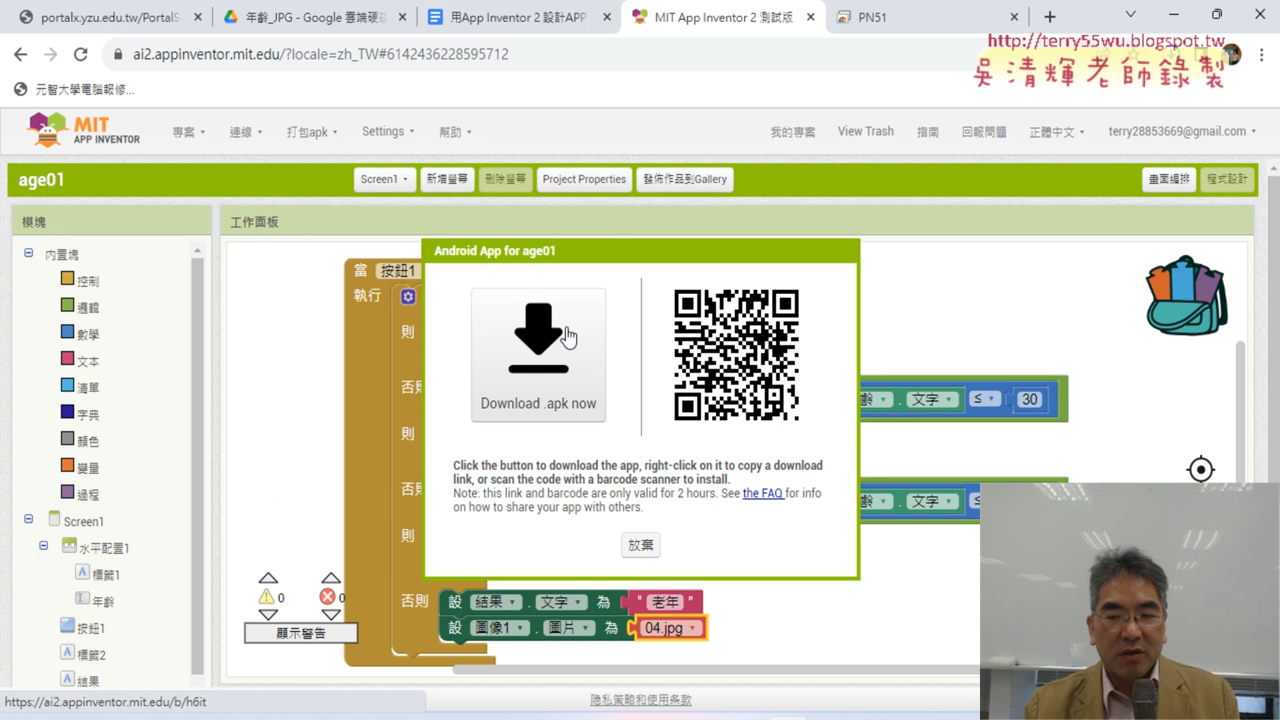 portalx.yzu.edu.tw/PortalS
年齡_JPG - Google 雲端硬
用App Inventor 2 設計APP
MIT App Inventor 2 測試版
PN51
ai2.appinventor.mit.edu/?locale=zh_TW#6142436228595712
http://terry55wu.blogspot.tw
吳清輝老師錄製
元智大學電腦報修...
MIT
APP INVENTOR
專案
連線
打包apk
Settings
幫助
我的專案
View Trash
指南
回報問題
正體中文
terry28853669@gmail.com
age01
Screen1
新增螢幕
刪除螢幕
Project Properties
發佈作品到Gallery
畫面編排
程式設計
模塊
工作面板
內置塊
控制
邏輯
數學
文本
清單
字典
顏色
變量
過程
Screen1
水平配置1
標籤1
年齡
按鈕1
標籤2
結果
當 按鈕1
執行
則
否則
則
否則
則
否則
齡 . 文字 ≤ 30
齡 . 文字 ≤
設 結果 . 文字 為 “ 老年 ”
設 圖像1 . 圖片 為 04.jpg
0
0
顯示警告
Android App for age01
Download .apk now
Click the button to download the app, right-click on it to copy a download
link, or scan the code with a barcode scanner to install.
Note: this link and barcode are only valid for 2 hours. See the FAQ for info
on how to share your app with others.
放棄
https://ai2.appinventor.mit.edu/b/h6it
隐私策略和使用条款